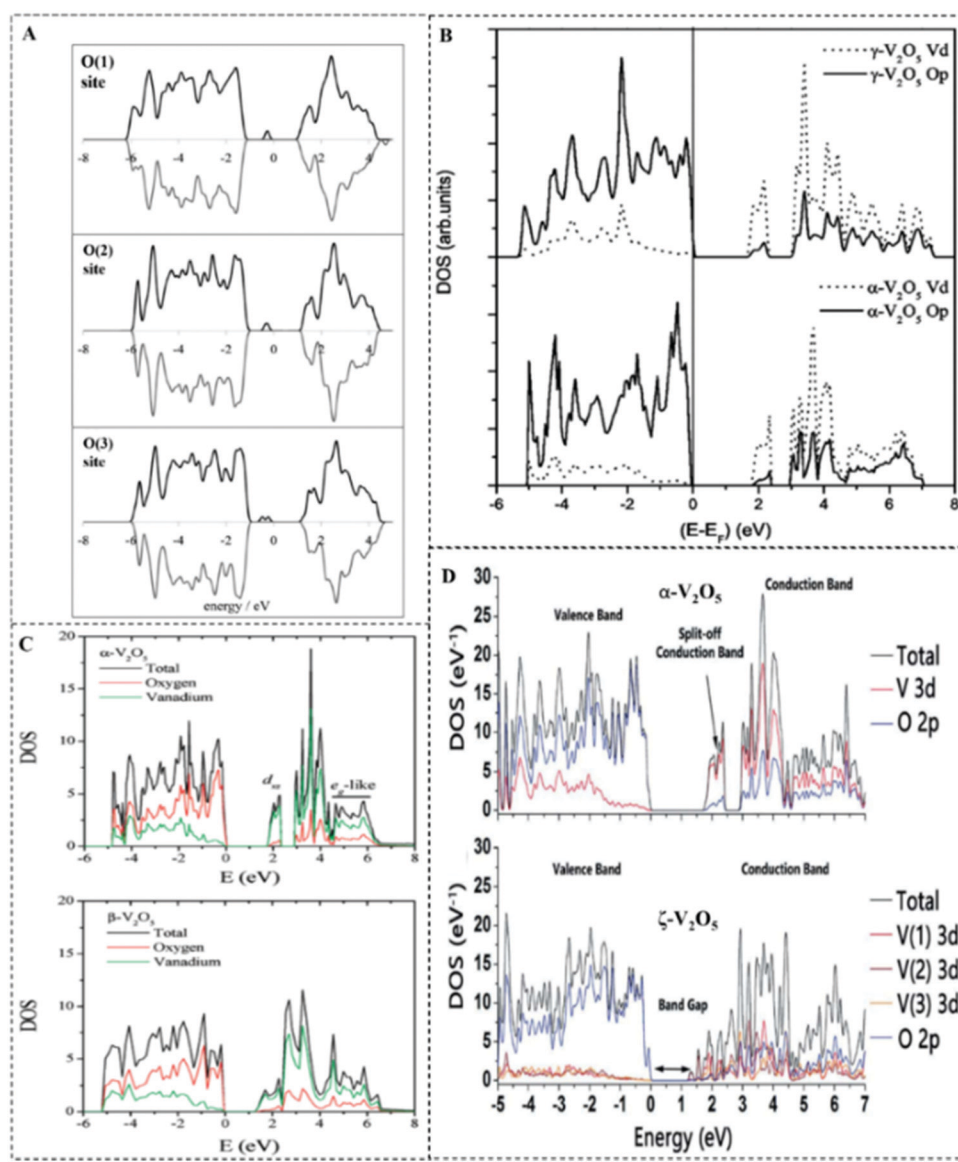 A
O(1)
site
-8 -6 -4 -2 0 2 4
O(2)
site
-8 -6 -4 -2 0 2 4
O(3)
site
-8 -6 -4 -2 0 2 4
energy / eV
B
γ-V₂O₅ Vd
γ-V₂O₅ Op
DOS (arb.units)
α-V₂O₅ Vd
α-V₂O₅ Op
-6 -4 -2 0 2 4 6 8
(E-E_F) (eV)
C
20
15
10
5
0
DOS
α-V₂O₅
Total
Oxygen
Vanadium
e_g-like
-6 -4 -2 0 2 4 6 8
E (eV)
20
15
10
5
0
DOS
β-V₂O₅
Total
Oxygen
Vanadium
-6 -4 -2 0 2 4 6 8
E (eV)
D
30
25
20
15
10
5
0
DOS (eV⁻¹)
α-V₂O₅
Conduction Band
Valence Band
Split-off
Conduction Band
Total
V 3d
O 2p
30
25
20
15
10
5
0
DOS (eV⁻¹)
Valence Band
Conduction Band
ζ-V₂O₅
Band Gap
Total
V(1) 3d
V(2) 3d
V(3) 3d
O 2p
-5 -4 -3 -2 -1 0 1 2 3 4 5 6 7
Energy (eV)